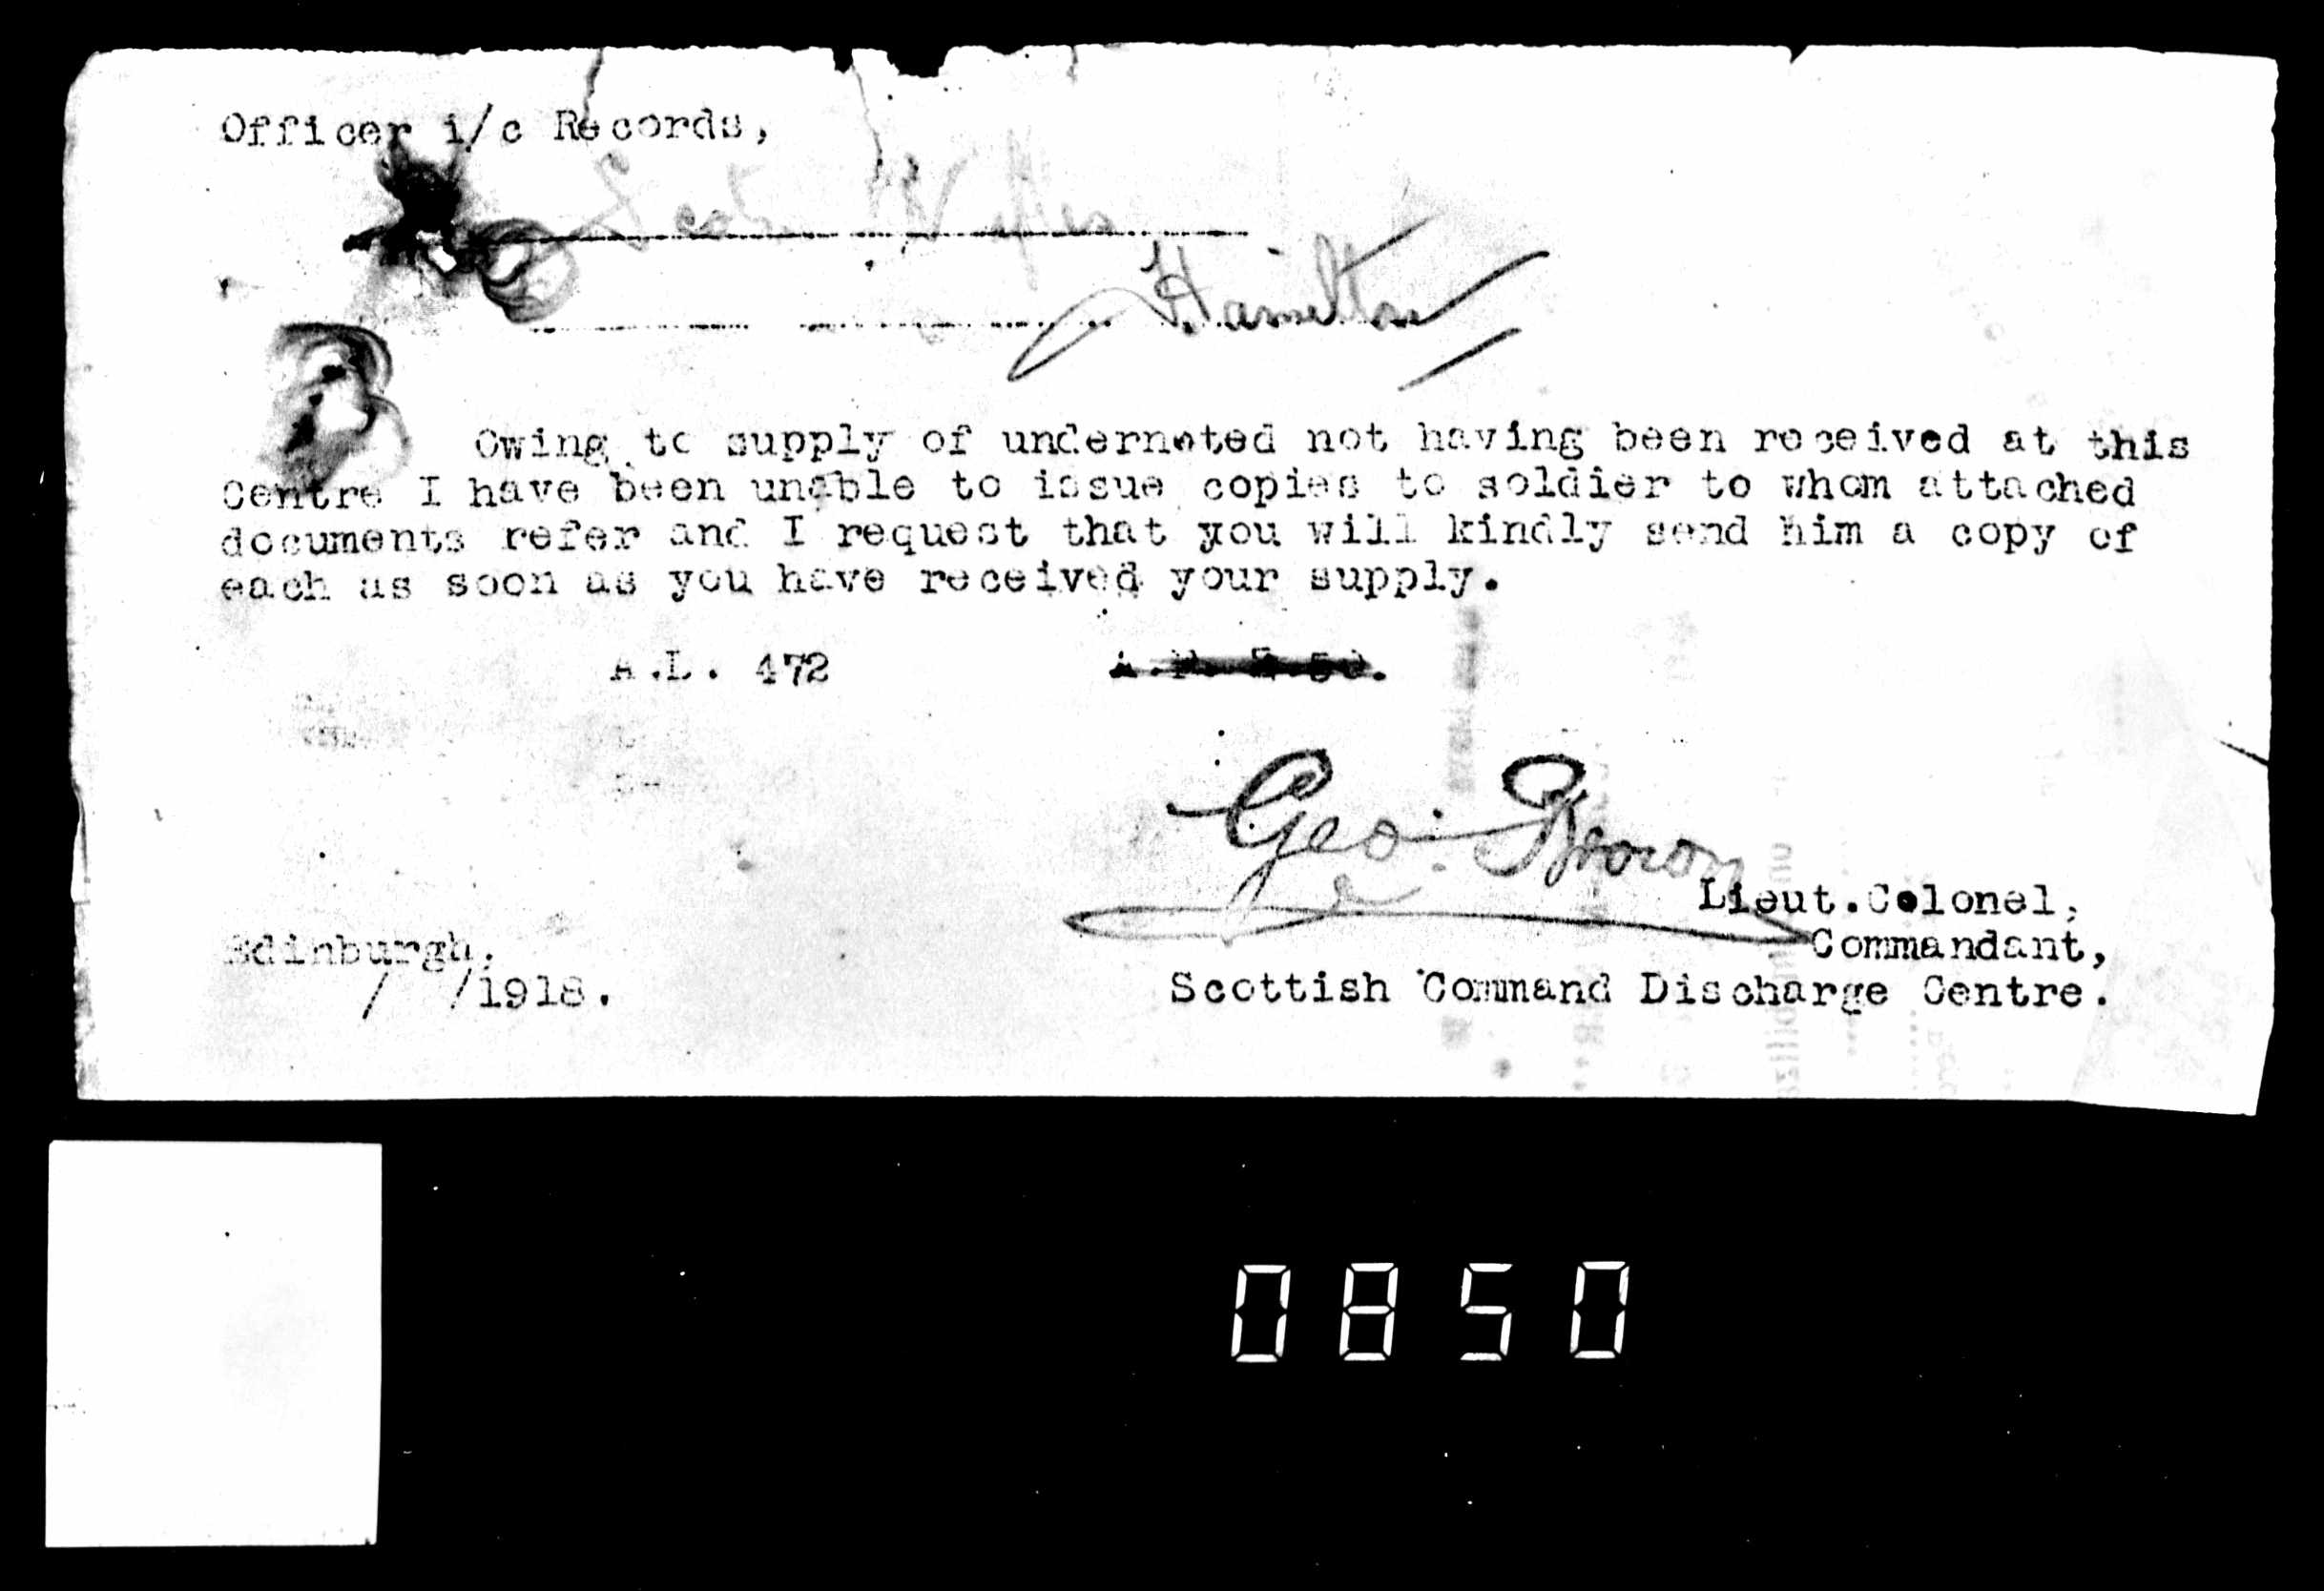 Officer i/c Records,
Scot Rifles
Hamilton
Owing to supply of undernoted not having been received at this
Centre I have been unable to issue copies to soldier to whom attached
documents refer and I request that you will kindly send him a copy of
each as soon as you have received your supply.
A.L. 472
Geo. Brown
Lieut.Colonel,
Commandant,
Scottish Command Discharge Centre.
Edinburgh,
/ /1918.
0850